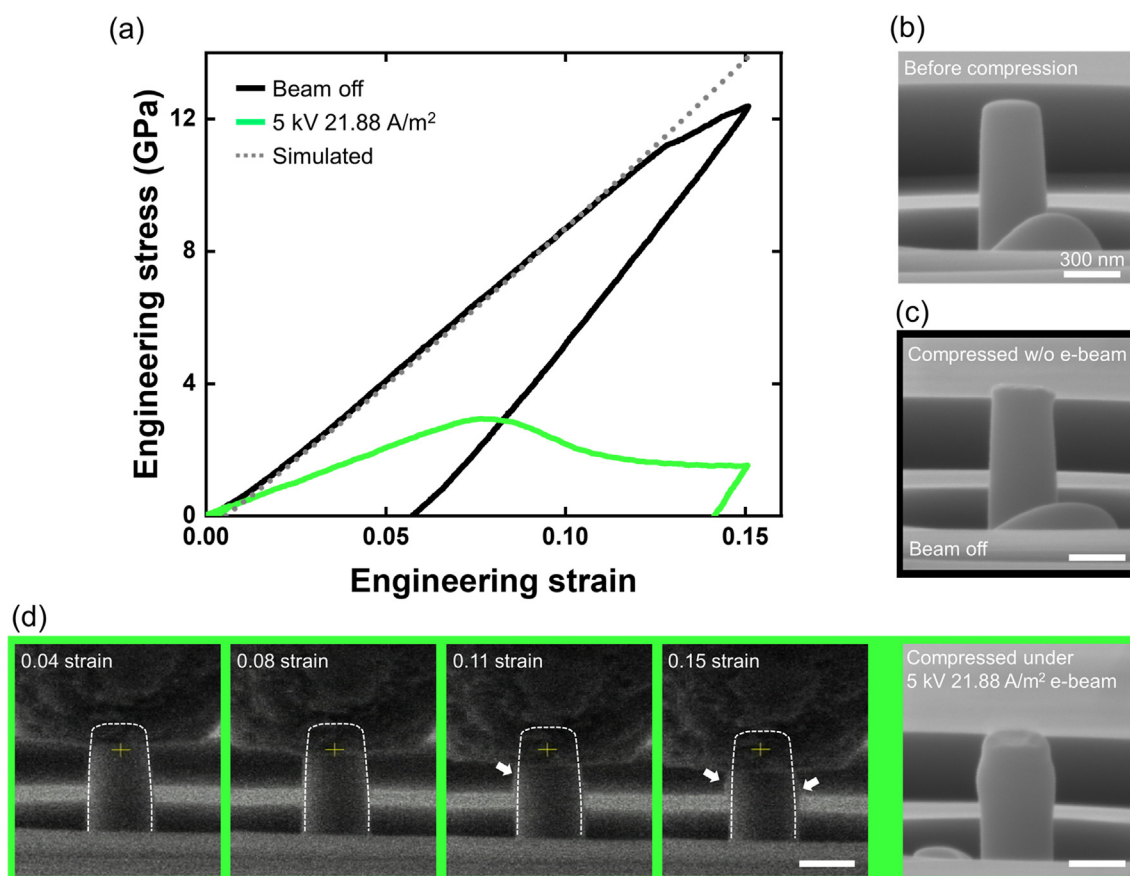 (a)
Engineering stress (GPa)
12
8
4
0
Beam off
5 kV 21.88 A/m²
Simulated
0.00
0.05
0.10
0.15
Engineering strain
(b)
Before compression
300 nm
(c)
Compressed w/o e-beam
Beam off
(d)
0.04 strain
0.08 strain
0.11 strain
0.15 strain
Compressed under
5 kV 21.88 A/m² e-beam